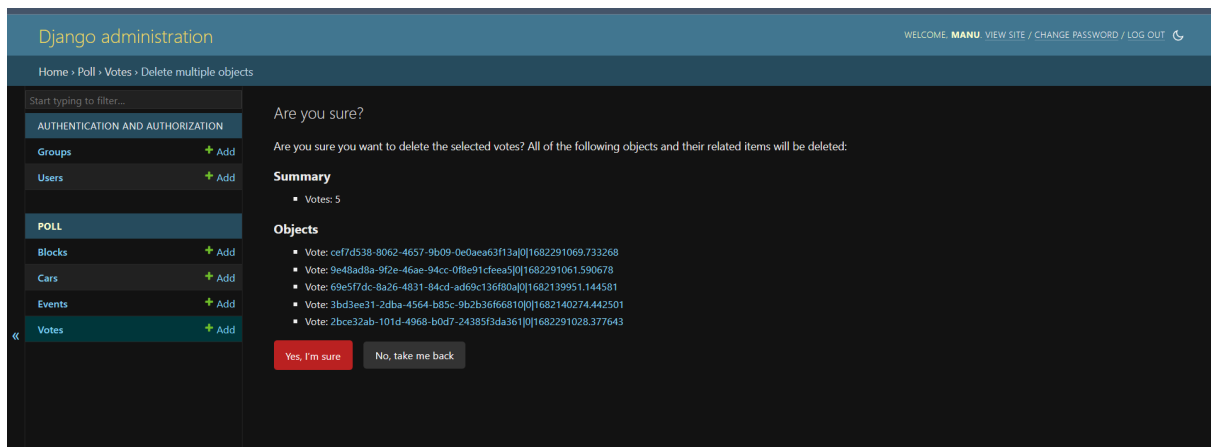 Django administration
WELCOME, MANU. VIEW SITE / CHANGE PASSWORD / LOG OUT
Home › Poll › Votes › Delete multiple objects
Start typing to filter...
AUTHENTICATION AND AUTHORIZATION
Groups + Add
Users + Add
POLL
Blocks + Add
Cars + Add
Events + Add
Votes + Add
«
Are you sure?
Are you sure you want to delete the selected votes? All of the following objects and their related items will be deleted:
Summary
▪ Votes: 5
Objects
▪ Vote: cef7d538-8062-4657-9b09-0e0aea63f13a|0|1682291069.733268
▪ Vote: 9e48ad8a-9f2e-46ae-94cc-0f8e91cfeea5|0|1682291061.590678
▪ Vote: 69e5f7dc-8a26-4831-84cd-ad69c136f80a|0|1682139951.144581
▪ Vote: 3bd3ee31-2dba-4564-b85c-9b2b36f66810|0|1682140274.442501
▪ Vote: 2bce32ab-101d-4968-b0d7-24385f3da361|0|1682291028.377643
Yes, I'm sure
No, take me back